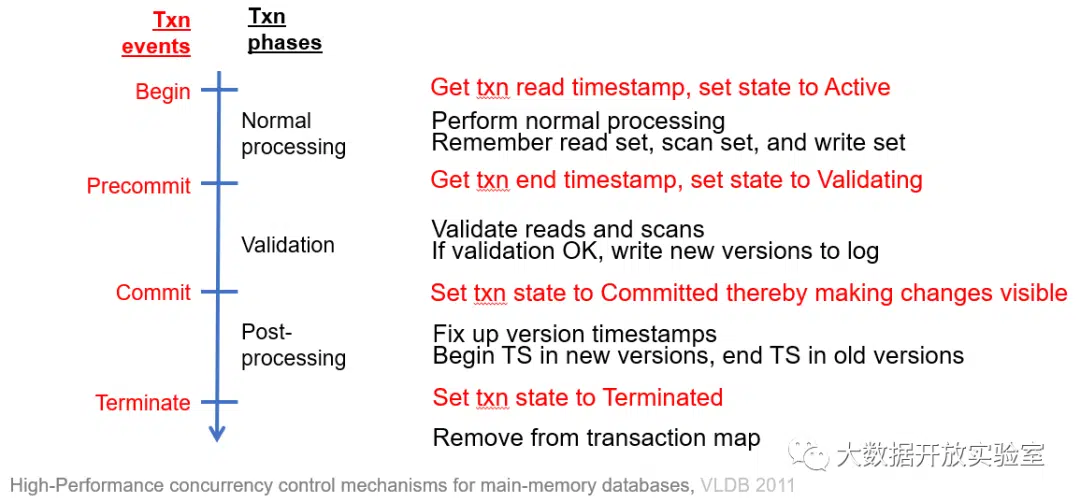 Txn events
Txn phases
Begin
Get txn read timestamp, set state to Active
Normal processing
Perform normal processing
Remember read set, scan set, and write set
Precommit
Get txn end timestamp, set state to Validating
Validation
Validate reads and scans
If validation OK, write new versions to log
Commit
Set txn state to Committed thereby making changes visible
Post-processing
Fix up version timestamps
Begin TS in new versions, end TS in old versions
Terminate
Set txn state to Terminated
Remove from transaction map
大数据开放实验室
High-Performance concurrency control mechanisms for main-memory databases, VLDB 2011